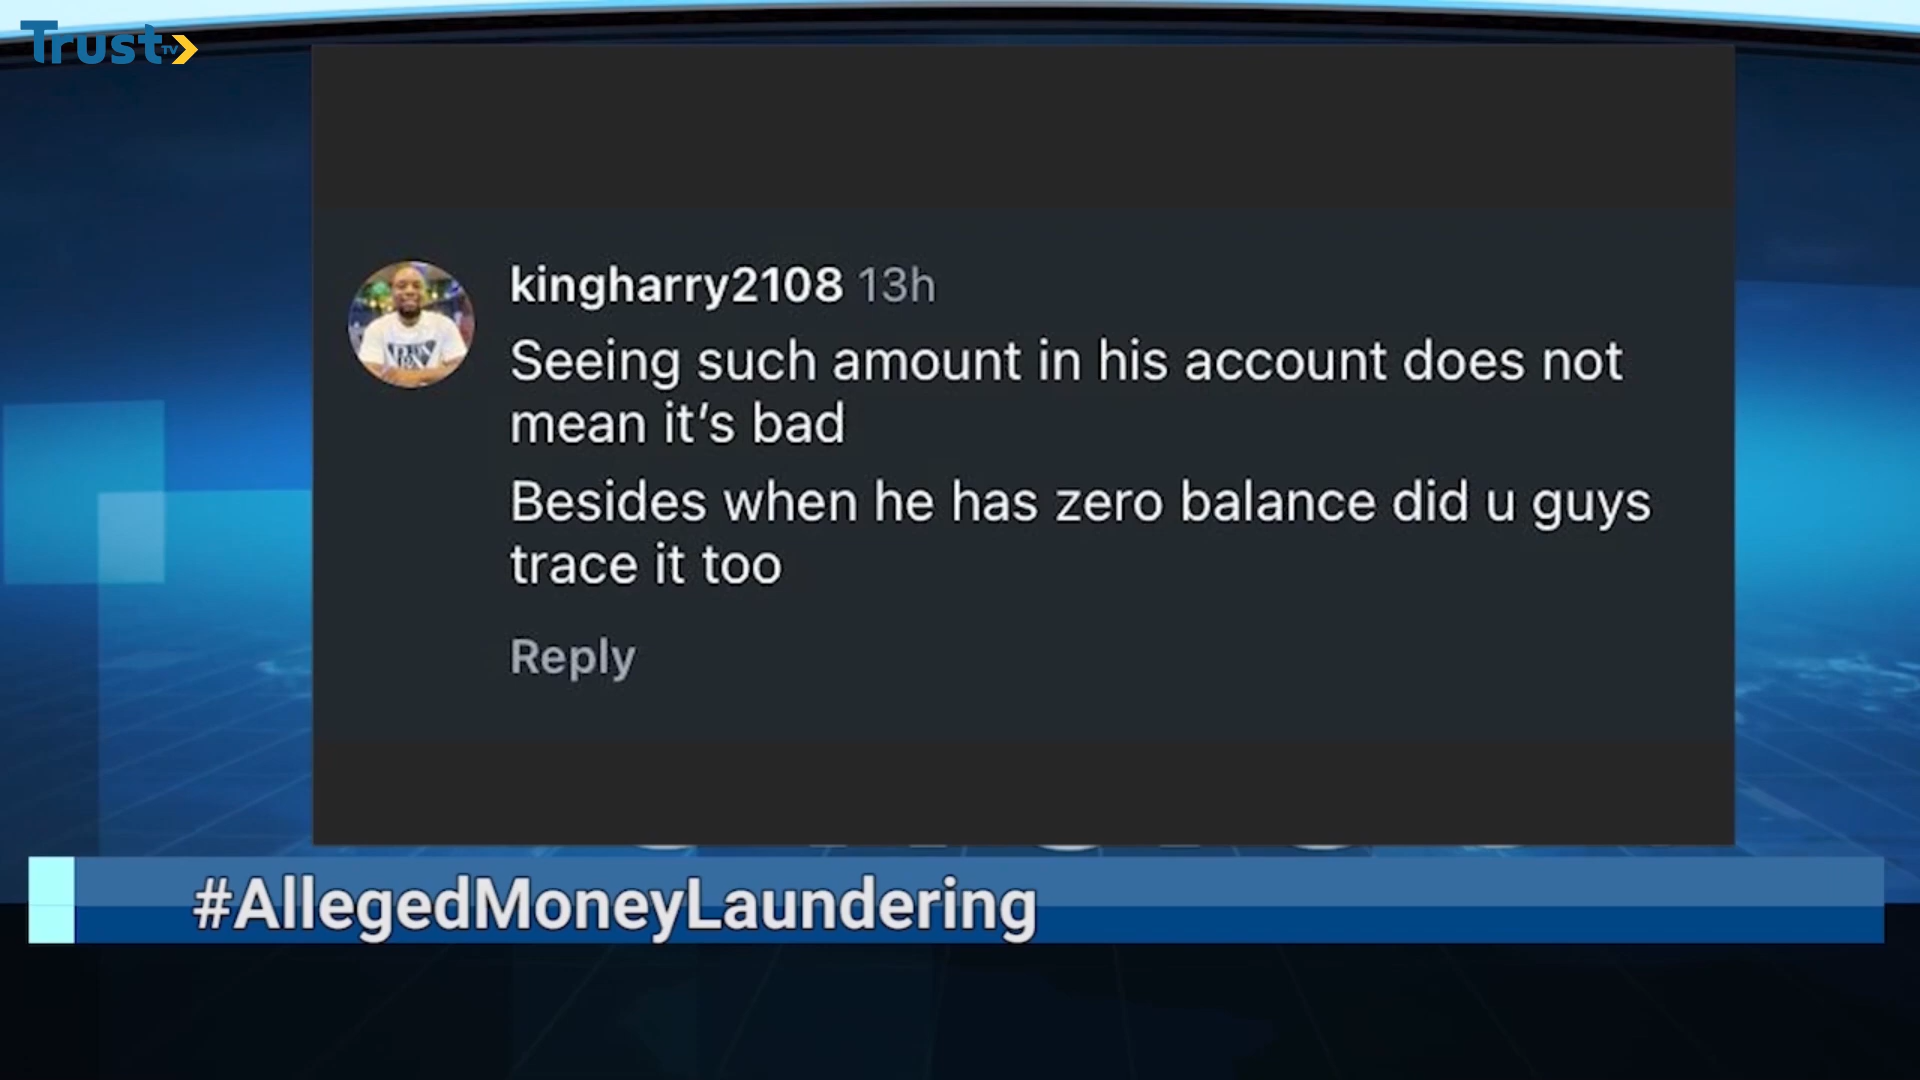 Trust TV
kingharry2108 13h
Seeing such amount in his account does not
mean it's bad
Besides when he has zero balance did u guys
trace it too
Reply
#AllegedMoneyLaundering